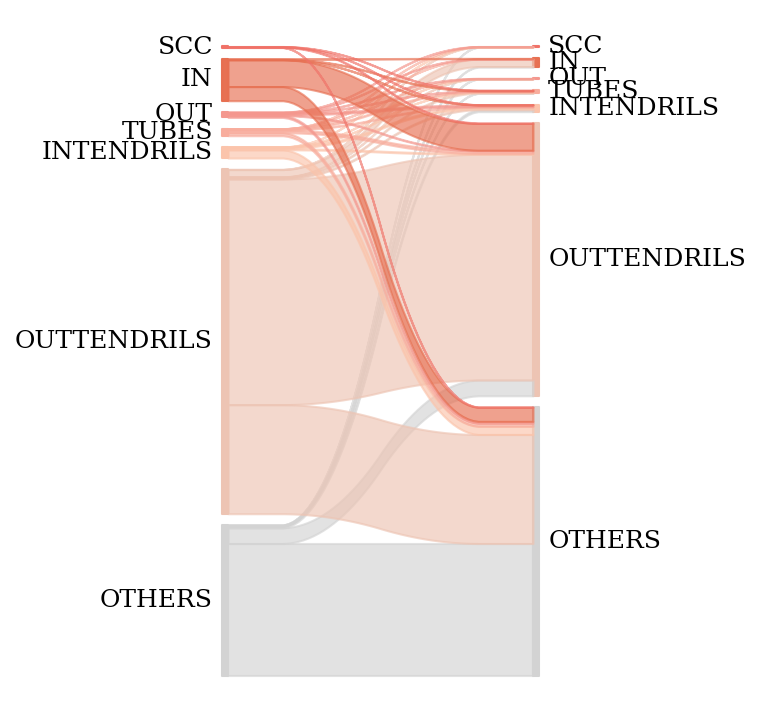 SCC
IN
OUT
TUBES
INTENDRILS
OUTTENDRILS
OTHERS
SCC
IN
OUT
TUBES
INTENDRILS
OUTTENDRILS
OTHERS